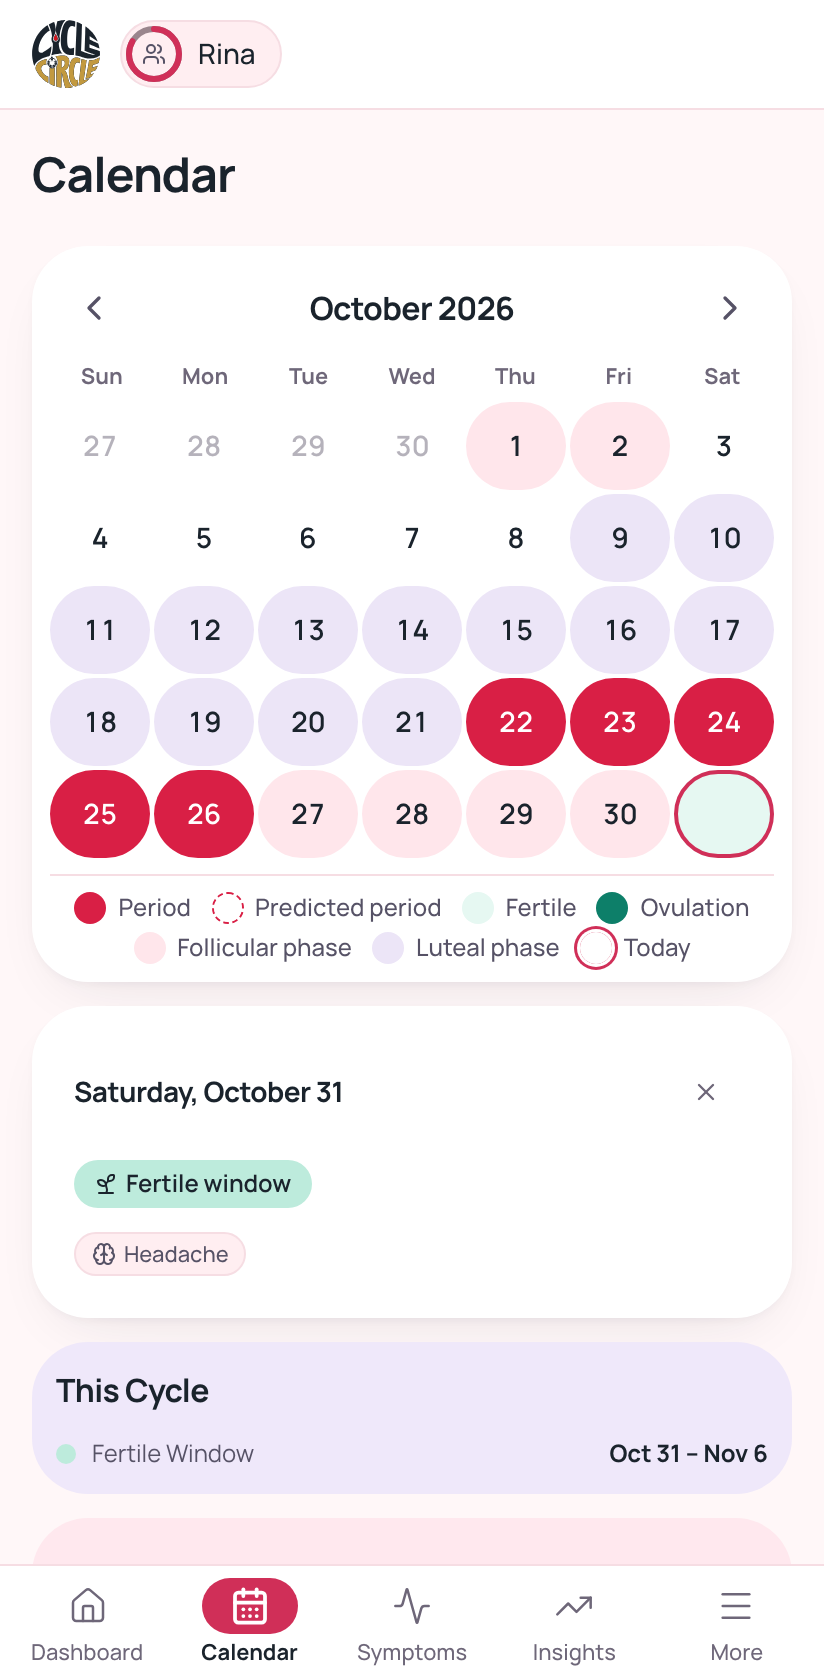 CYCLE
CIRCLE
Rina
Calendar
October 2026
Sun Mon Tue Wed Thu Fri Sat
27 28 29 30 1 2 3
4 5 6 7 8 9 10
11 12 13 14 15 16 17
18 19 20 21 22 23 24
25 26 27 28 29 30
Period Predicted period Fertile Ovulation
Follicular phase Luteal phase Today
Saturday, October 31
Fertile window
Headache
This Cycle
Fertile Window Oct 31 – Nov 6
Dashboard Calendar Symptoms Insights More